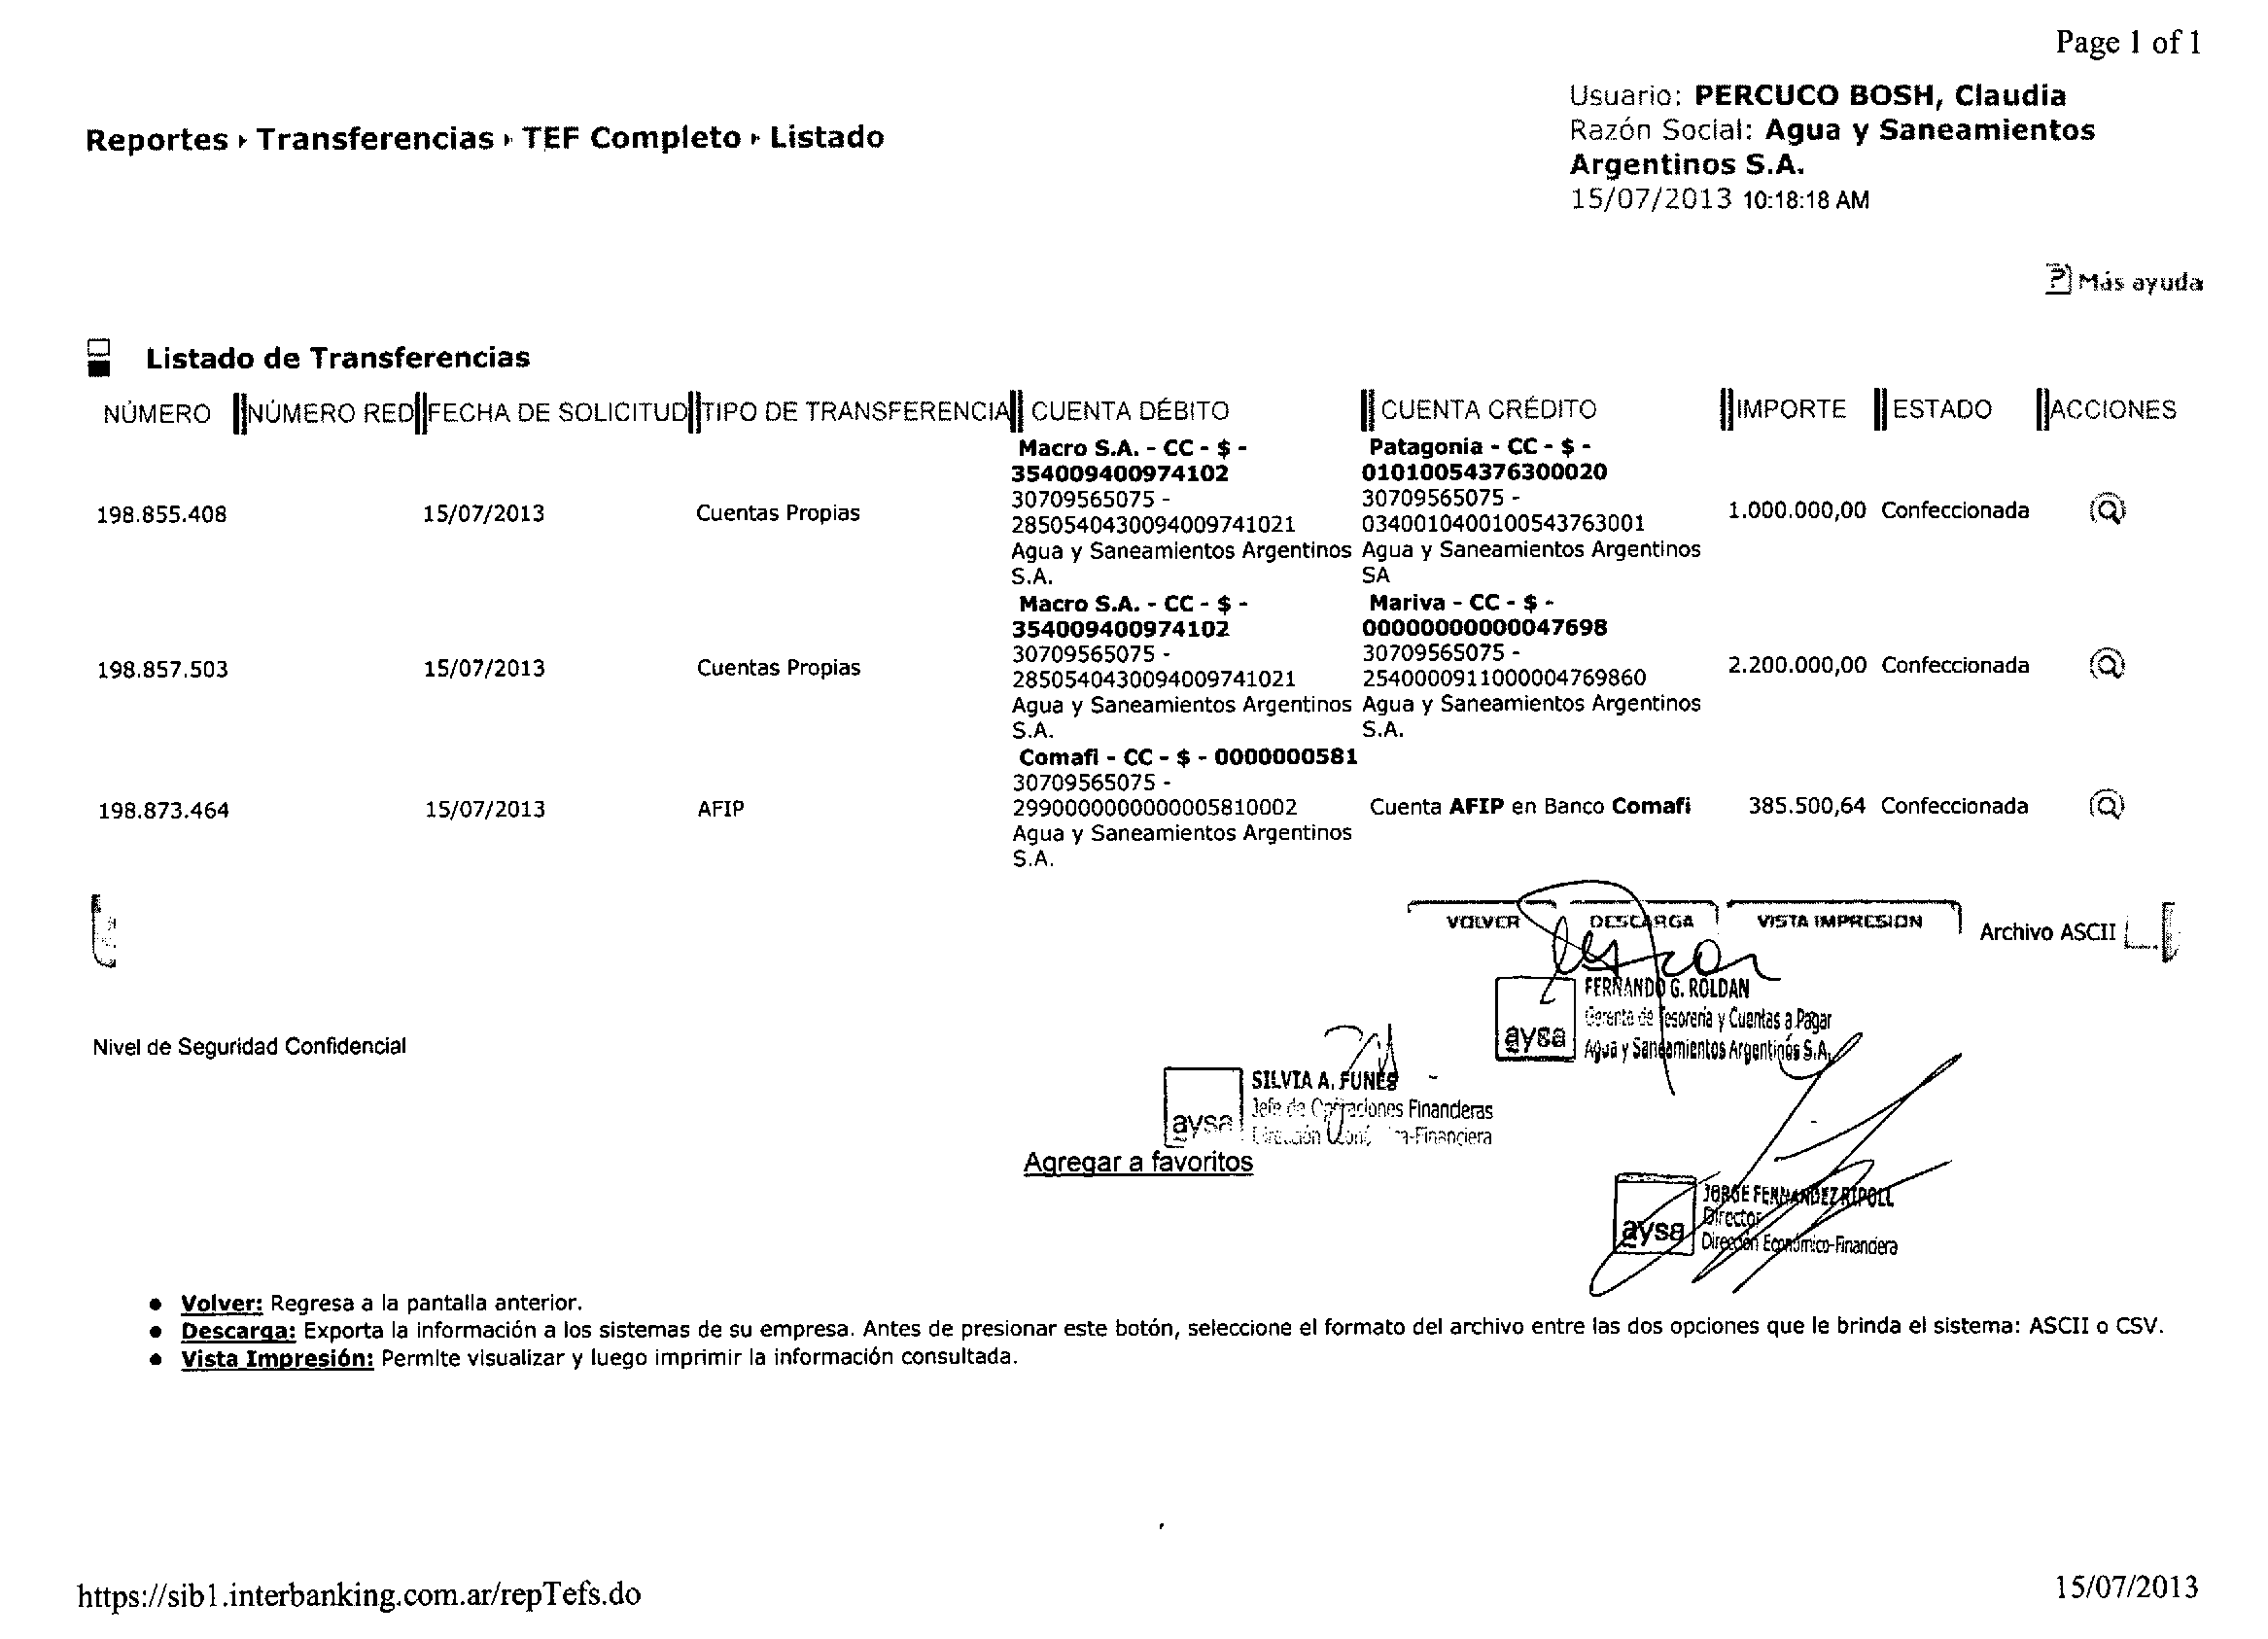 Page 1 of 1
Usuario: PERCUCO BOSH, Claudia
Razón Social: Agua y Saneamientos
Argentinos S.A.
15/07/2013 10:18:18 AM
Reportes ▸ Transferencias ▸ TEF Completo ▸ Listado
Más ayuda
Listado de Transferencias
NÚMERO NÚMERO RED FECHA DE SOLICITUD TIPO DE TRANSFERENCIA CUENTA DÉBITO CUENTA CRÉDITO IMPORTE ESTADO ACCIONES
Macro S.A. - CC - $ - Patagonia - CC - $ -
354009400974102 01010054376300020
30709565075 - 30709565075 -
198.855.408 15/07/2013 Cuentas Propias 2850540430094009741021 0340010400100543763001 1.000.000,00 Confeccionada
Agua y Saneamientos Argentinos Agua y Saneamientos Argentinos
S.A. SA
Macro S.A. - CC - $ - Mariva - CC - $ -
354009400974102 00000000000047698
30709565075 - 30709565075 -
198.857.503 15/07/2013 Cuentas Propias 2850540430094009741021 2540000911000004769860 2.200.000,00 Confeccionada
Agua y Saneamientos Argentinos Agua y Saneamientos Argentinos
S.A. S.A.
Comafi - CC - $ - 0000000581
30709565075 -
198.873.464 15/07/2013 AFIP 2990000000000005810002 Cuenta AFIP en Banco Comafi 385.500,64 Confeccionada
Agua y Saneamientos Argentinos
S.A.
VOLVER DESCARGA VISTA IMPRESION Archivo ASCII
FERNANDO G. ROLDAN
Gerente de Tesorería y Cuentas a Pagar
aysa Agua y Saneamientos Argentinos S.A.
Nivel de Seguridad Confidencial
SILVIA A. FUNES
Jefe de Operaciones Financieras
aysa Dirección Económico-Financiera
Agregar a favoritos
JORGE FERNANDEZ RIPOLL
Director
aysa Dirección Económico-Financiera
• Volver: Regresa a la pantalla anterior.
• Descarga: Exporta la información a los sistemas de su empresa. Antes de presionar este botón, seleccione el formato del archivo entre las dos opciones que le brinda el sistema: ASCII o CSV.
• Vista Impresión: Permite visualizar y luego imprimir la información consultada.
https://sib1.interbanking.com.ar/repTefs.do 15/07/2013